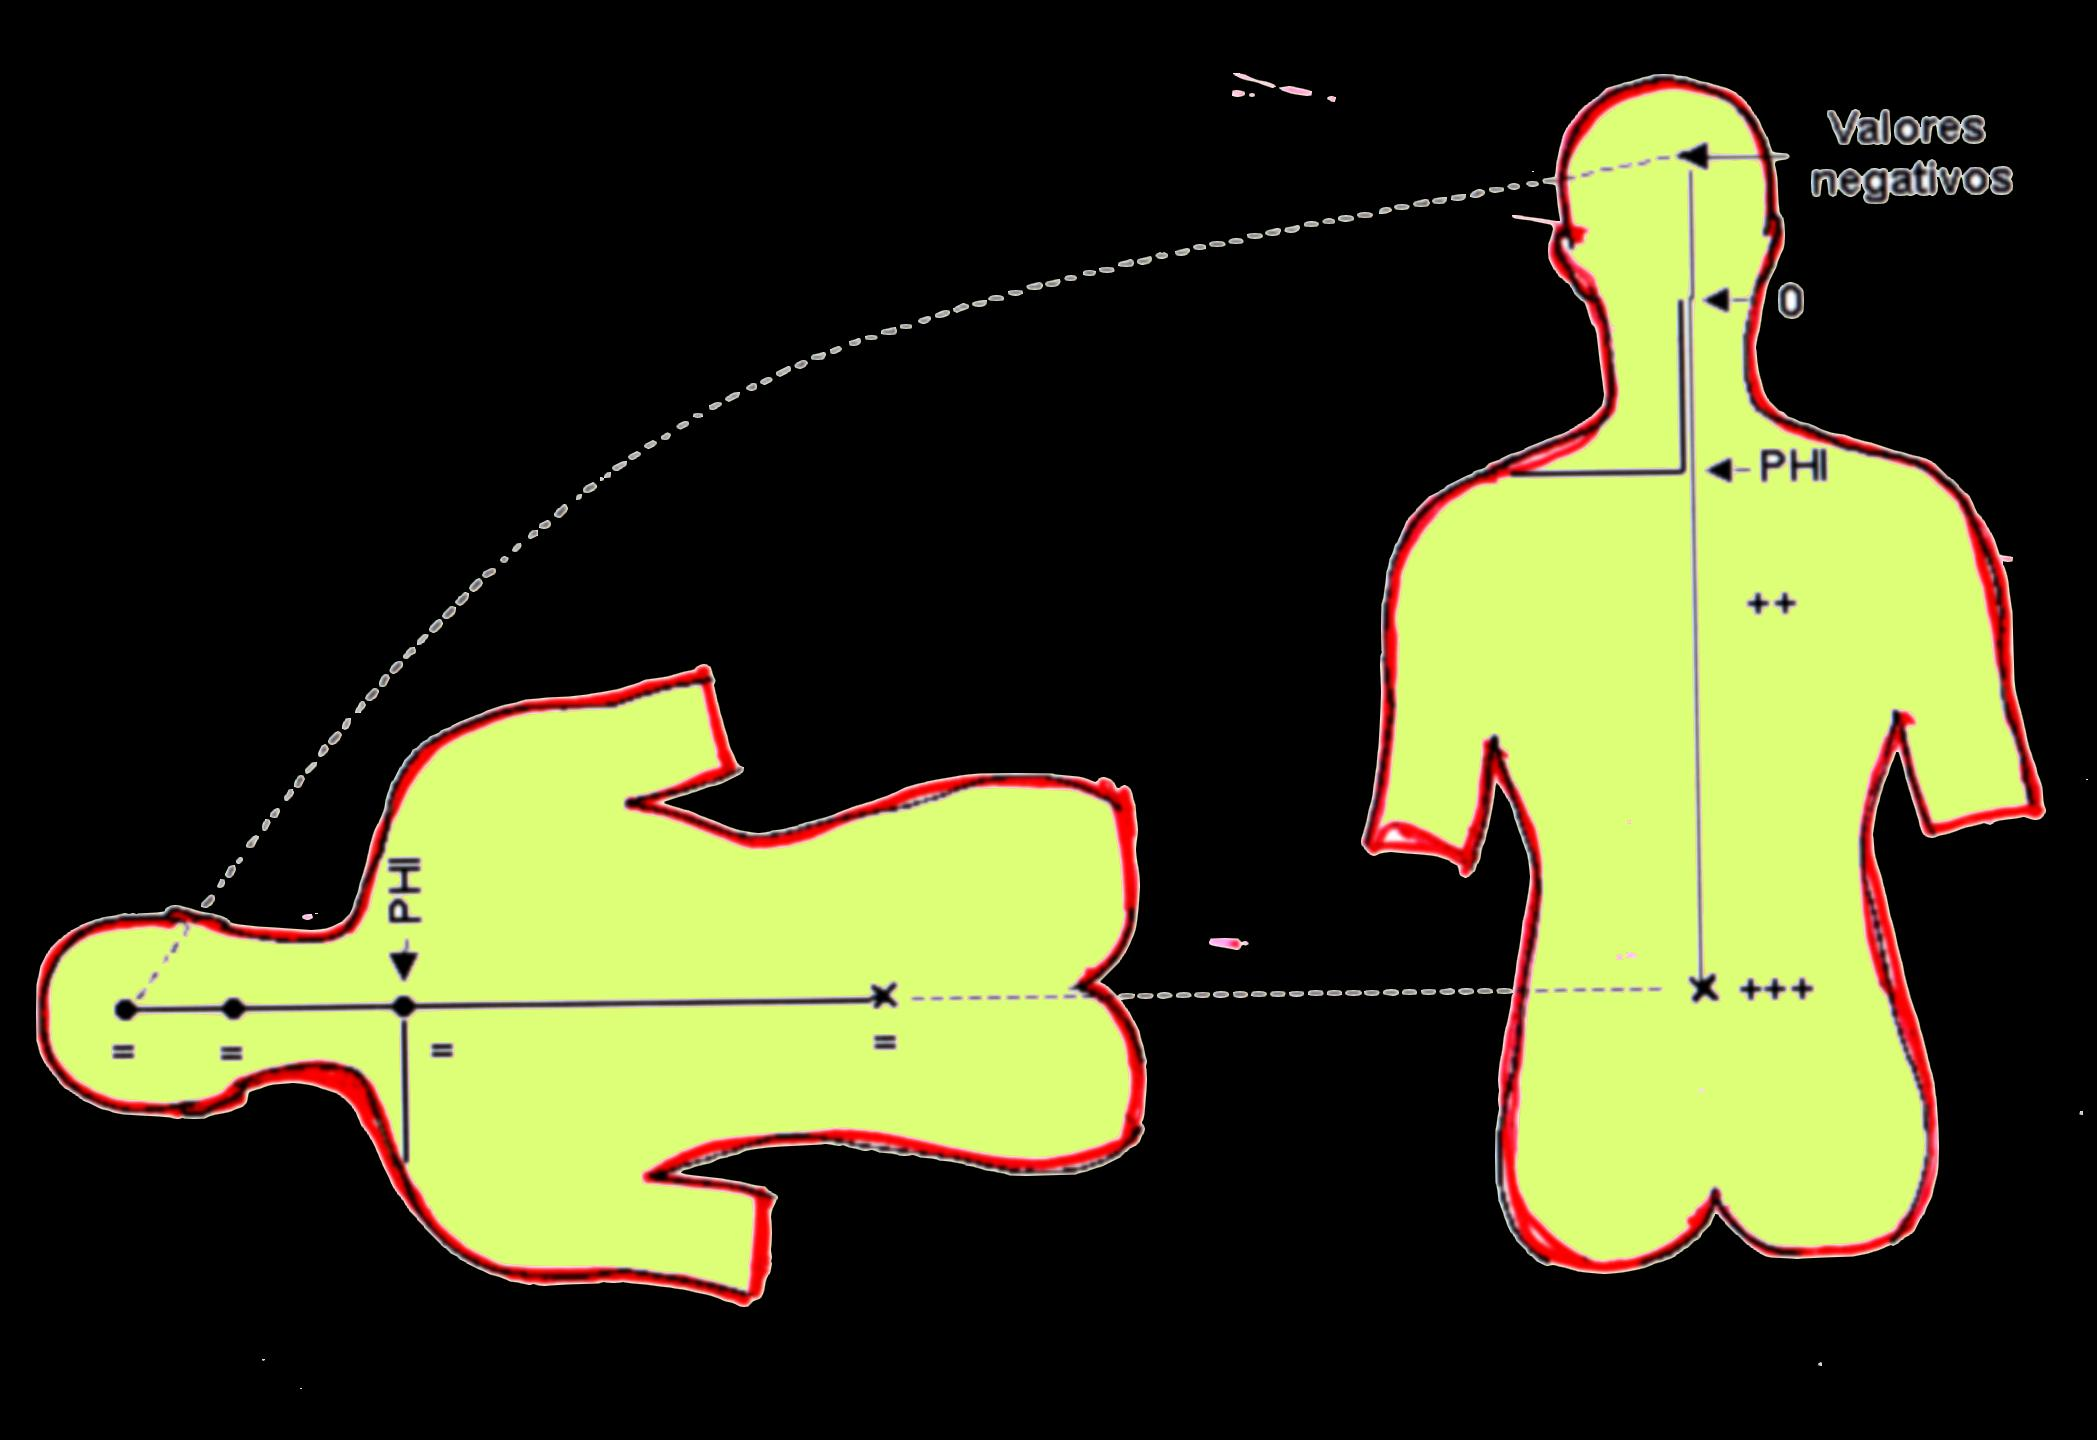 Valores
negativos
0
PHI
++
PHI
+++
= = = =